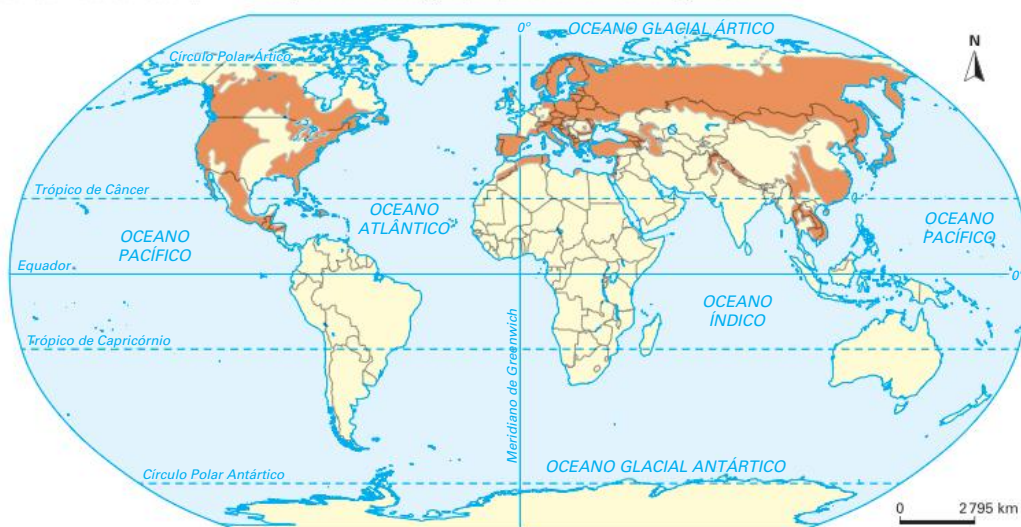 0°
OCEANO GLACIAL ÁRTICO
N
Círculo Polar Ártico
Trópico de Câncer
OCEANO
ATLÂNTICO
OCEANO
PACÍFICO
OCEANO
PACÍFICO
Equador
0°
OCEANO
ÍNDICO
Trópico de Capricórnio
Meridiano de Greenwich
Círculo Polar Antártico
OCEANO GLACIAL ANTÁRTICO
0 2795 km